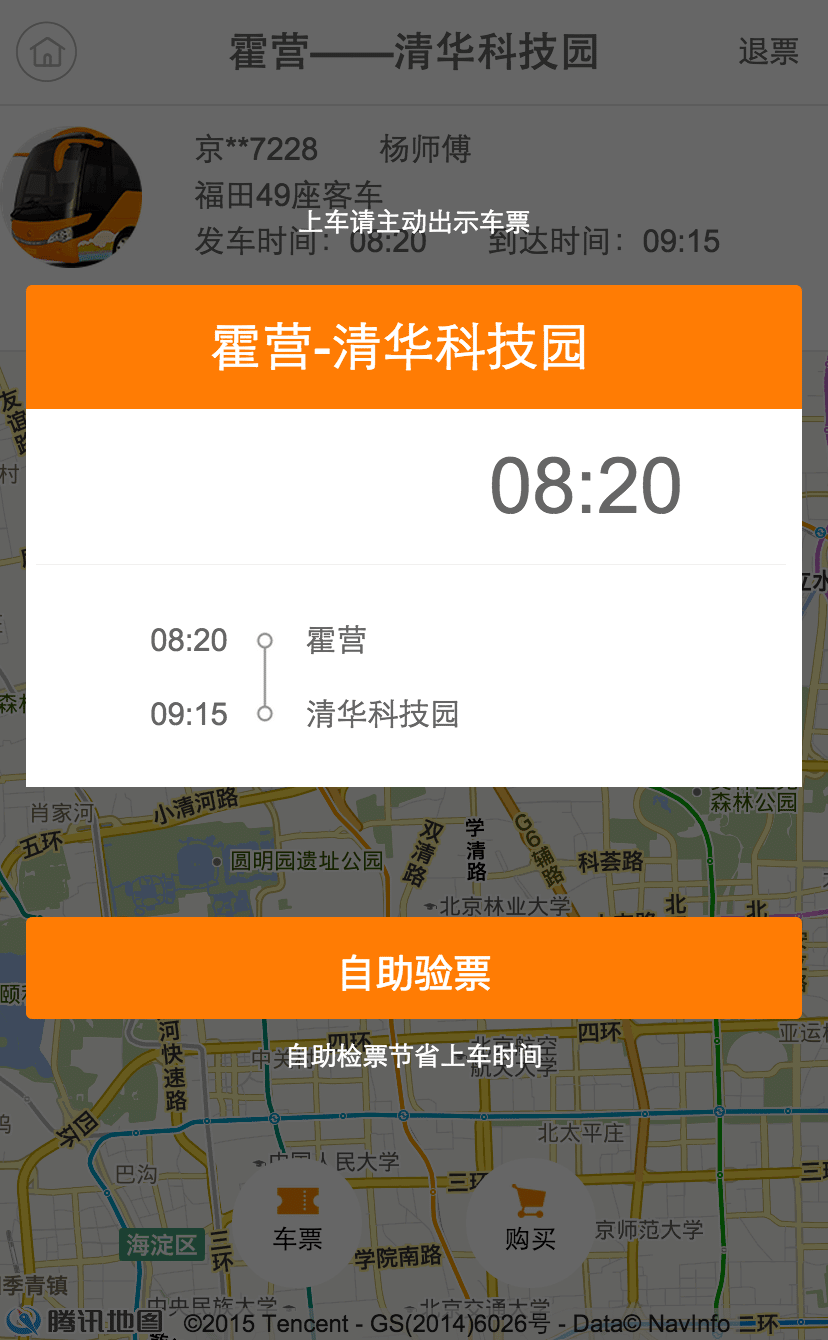 霍营——清华科技园
退票
京**7228 杨师傅
福田49座客车
上车请主动出示车票
发车时间：08:20 到达时间：09:15
霍营-清华科技园
08:20
08:20 霍营
09:15 清华科技园
友谊路
村
立水
森林
肖家河
小清河路
五环
双清路
学清路
G6辅路
森林公园
圆明园遗址公园
科荟路
北京林业大学
北
北
自助验票
颐
河快速路
四环
四环
亚运
自助检票节省上车时间
北京航空航天大学
四环
北太平庄
中国人民大学
巴沟
三环
三
车票
购买
京师范大学
海淀区
三环
学院南路
季青镇
中央民族大学
北京交通大学
腾讯地图
©2015 Tencent - GS(2014)6026号 - Data© NavInfo
三环